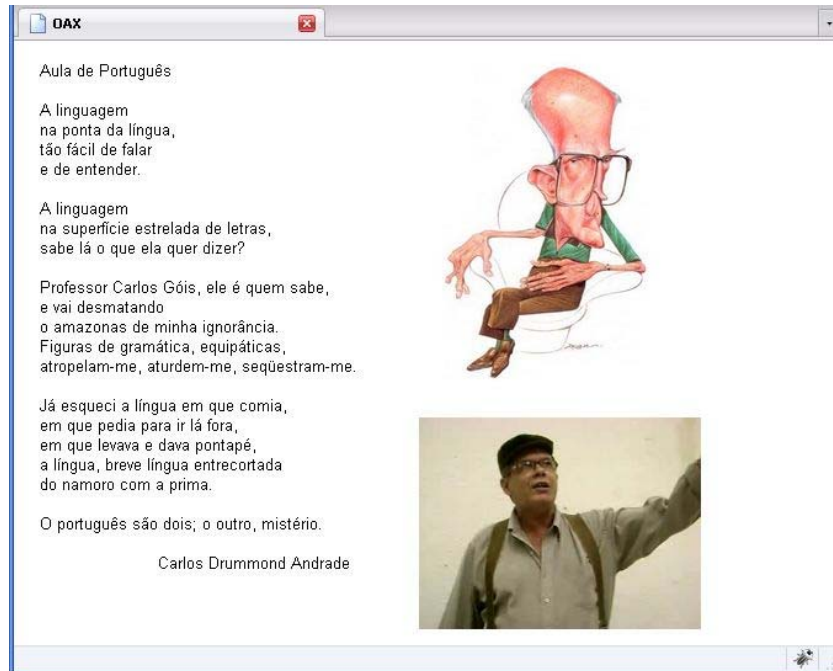 OAX
Aula de Português
A linguagem
na ponta da língua,
tão fácil de falar
e de entender.
A linguagem
na superfície estrelada de letras,
sabe lá o que ela quer dizer?
Professor Carlos Góis, ele é quem sabe,
e vai desmatando
o amazonas de minha ignorância.
Figuras de gramática, equipáticas,
atropelam-me, aturdem-me, seqüestram-me.
Já esqueci a língua em que comia,
em que pedia para ir lá fora,
em que levava e dava pontapé,
a língua, breve língua entrecortada
do namoro com a prima.
O português são dois; o outro, mistério.
Carlos Drummond Andrade